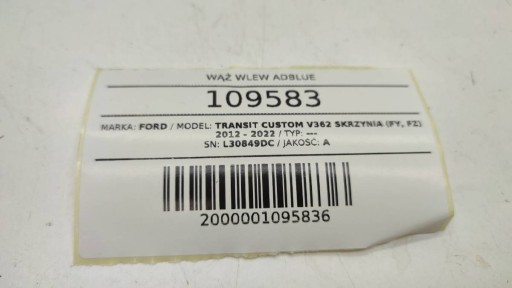 WĄŻ WLEW ADBLUE
109583
MARKA: FORD / MODEL: TRANSIT CUSTOM V362 SKRZYNIA (FY, FZ)
2012 - 2022 / TYP: ---
SN: L30849DC / JAKOŚĆ: A
2000001095836